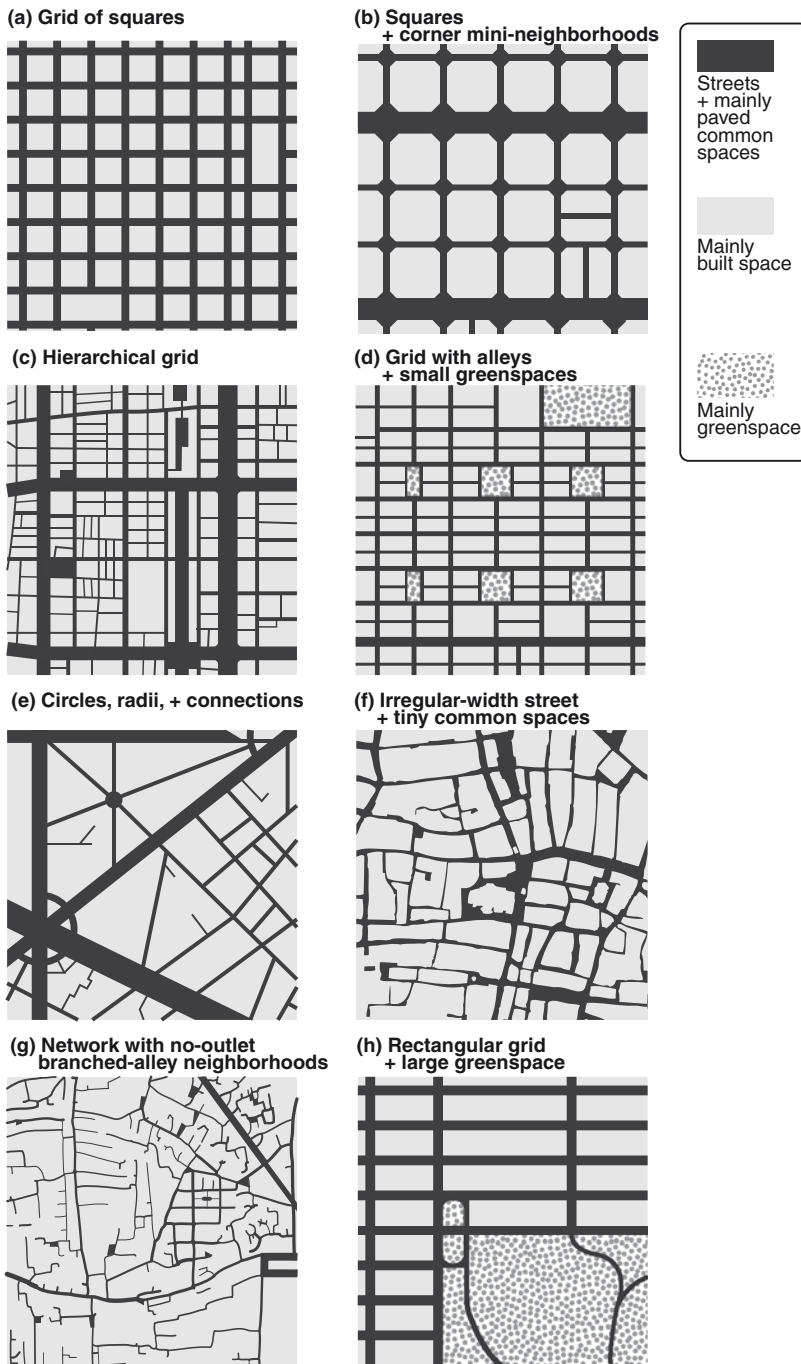 (a) Grid of squares
(b) Squares
+ corner mini-neighborhoods
Streets
+ mainly
paved
common
spaces
Mainly
built space
Mainly
greenspace
(c) Hierarchical grid
(d) Grid with alleys
+ small greenspaces
(e) Circles, radii, + connections
(f) Irregular-width street
+ tiny common spaces
(g) Network with no-outlet
branched-alley neighborhoods
(h) Rectangular grid
+ large greenspace